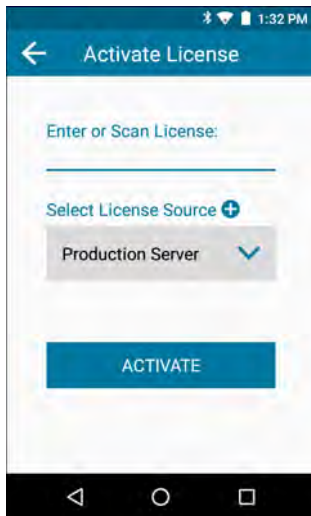 1:32 PM
Activate License
Enter or Scan License:
Select License Source
Production Server
ACTIVATE